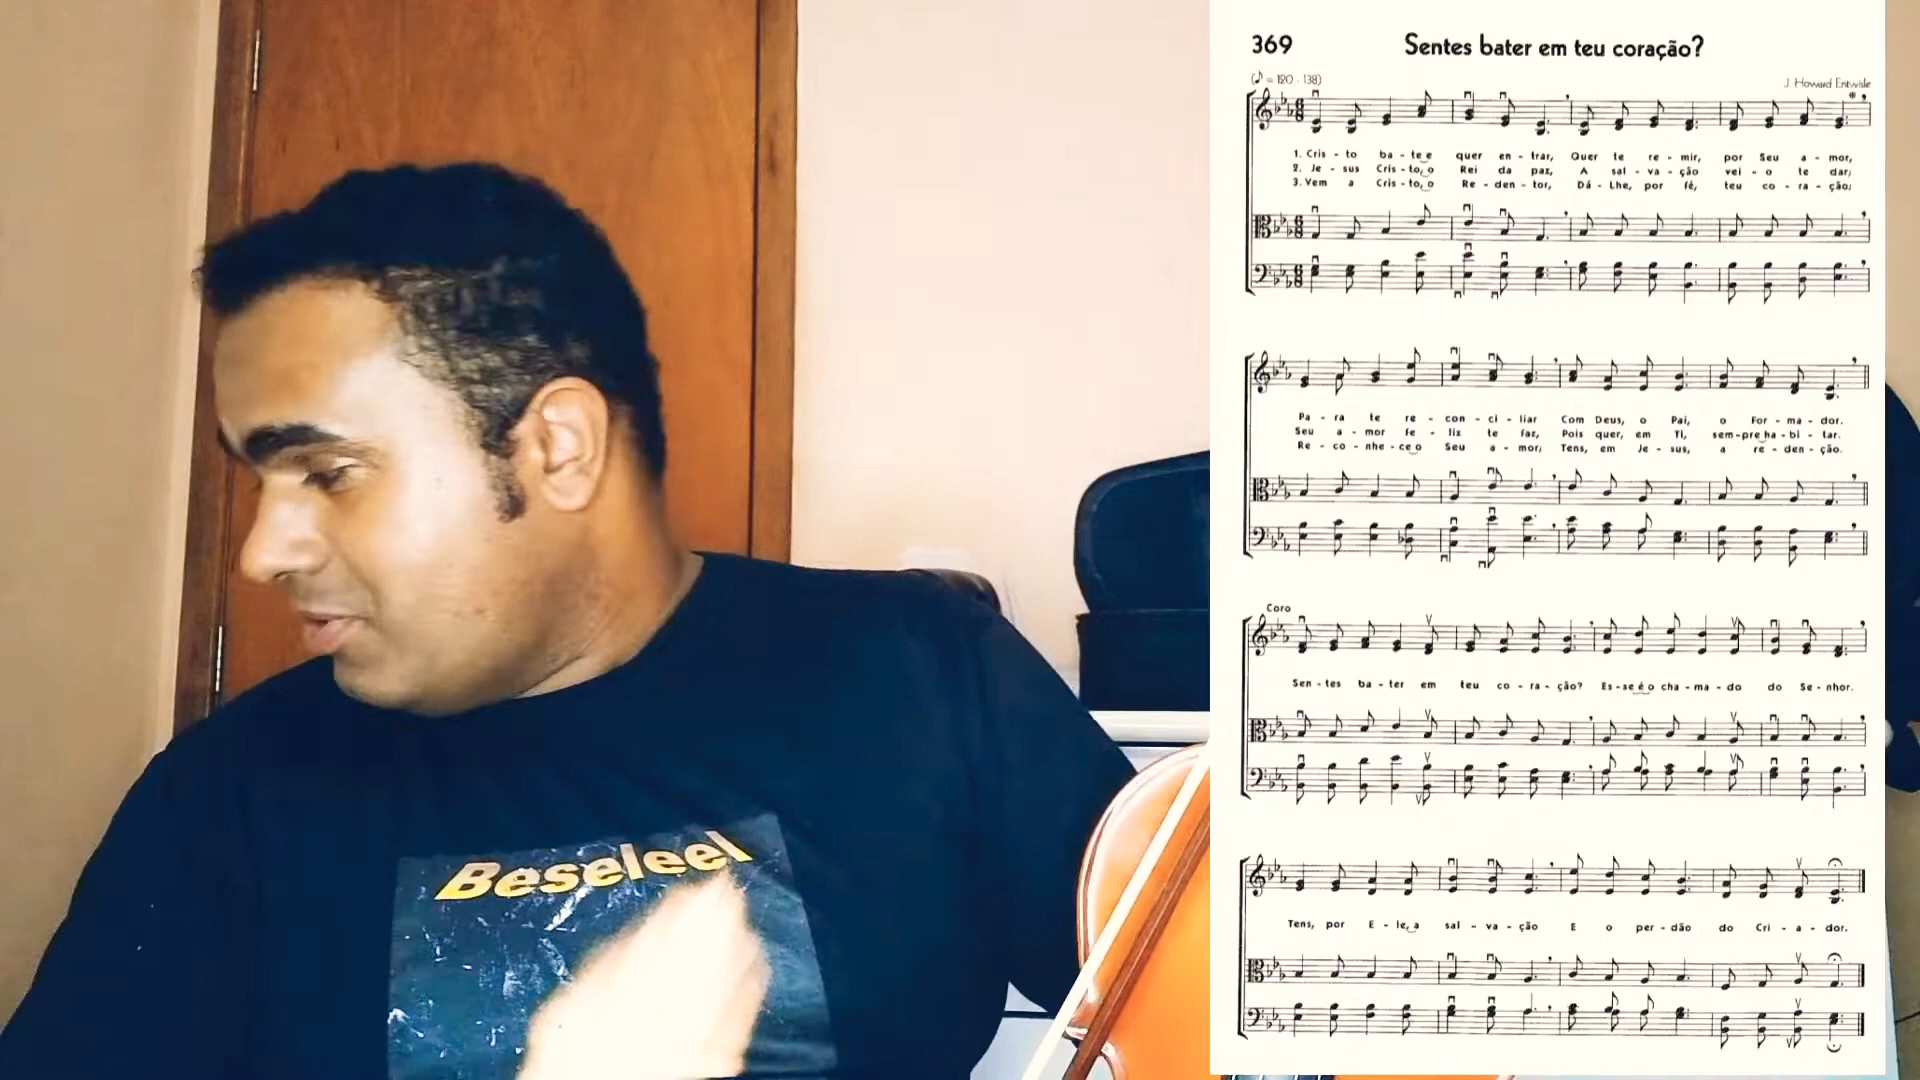 Beseleel
369
Sentes bater em teu coração?
(♪ = 120 - 138)
J. Howard Entwisle
1. Cris - to ba - te e quer en - trar, Quer te re - mir, por Seu a - mor,
2. Je - sus Cris - to, o Rei da paz, A sal - va - ção vei - o te dar;
3. Vem a Cris - to, o Re - den - tor, Dá - Lhe, por fé, teu co - ra - ção;
Pa - ra te re - con - ci - liar Com Deus, o Pai, o For - ma - dor.
Seu a - mor fe - liz te faz, Pois quer, em Ti, sem - pre ha - bi - tar.
Re - co - nhe - ce o Seu a - mor; Tens, em Je - sus, a re - den - ção.
Coro
Sen - tes ba - ter em teu co - ra - ção? Es - se é o cha - ma - do do Se - nhor.
Tens, por E - le, a sal - va - ção E o per - dão do Cri - a - dor.